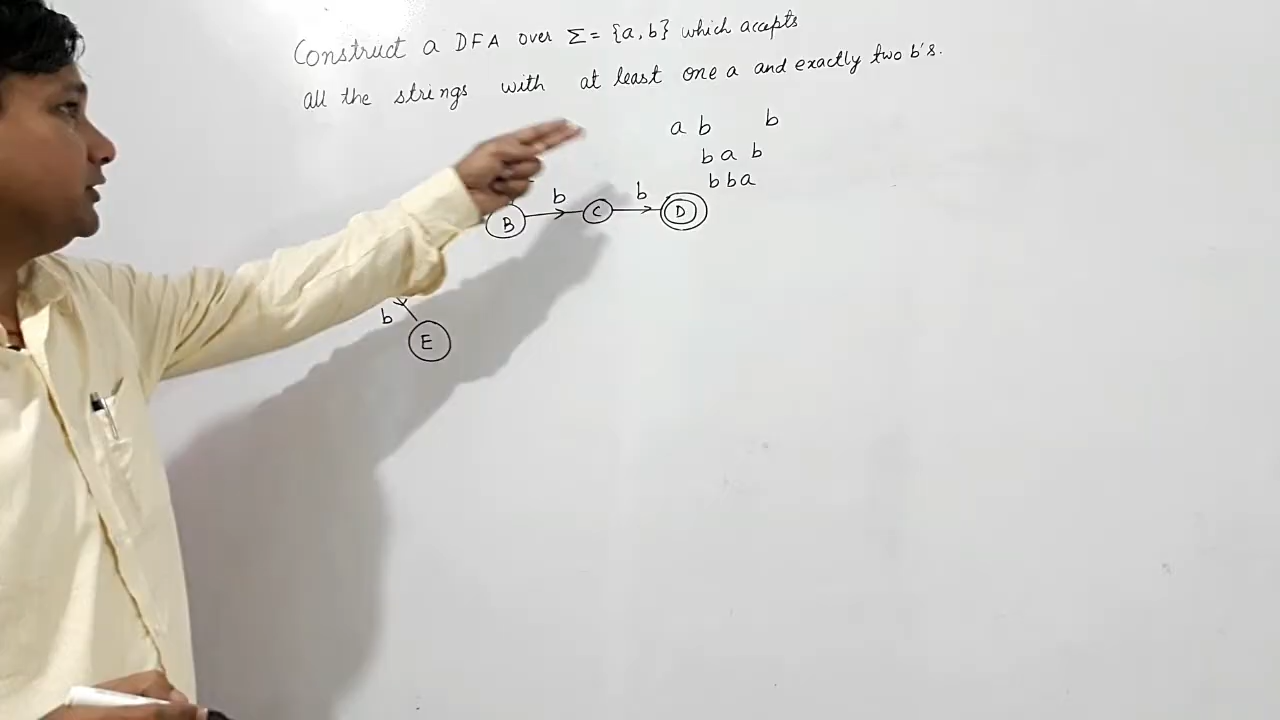 Construct a DFA over Σ = {a, b} which accepts
all the strings with at least one a and exactly two b's.
a b b
b a b
b b a
b b
B C D
b
E